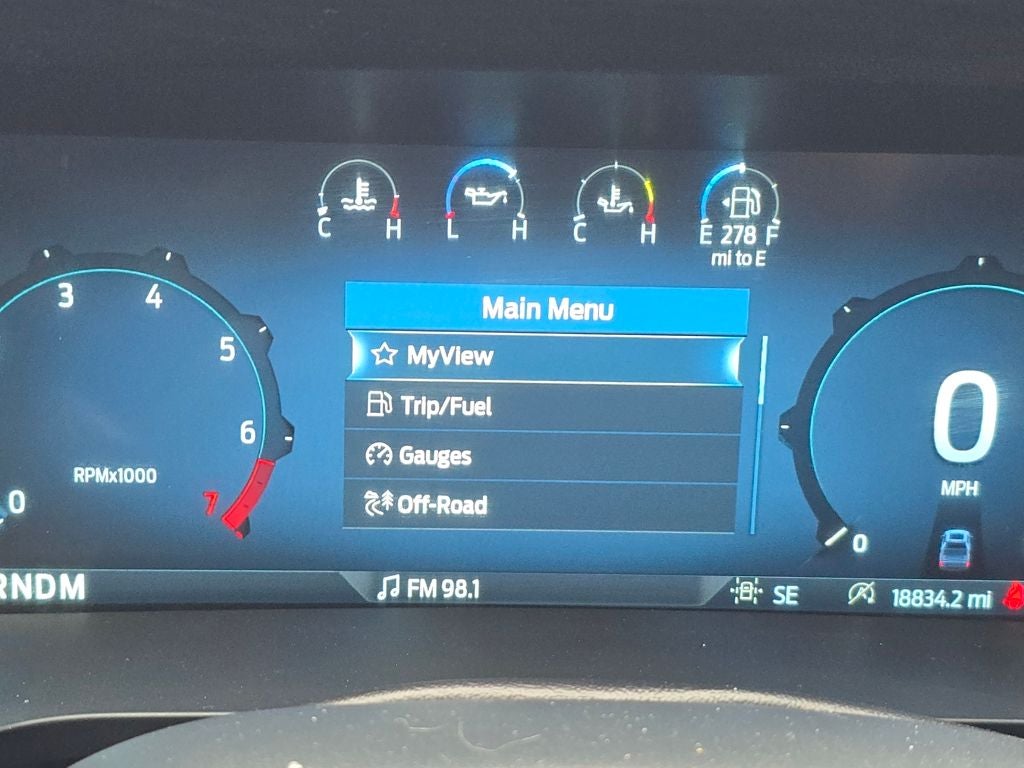 C H
L H
C H
E 278 F
mi to E
3 4
5
6
7
RPMx1000
0
Main Menu
MyView
Trip/Fuel
Gauges
Off-Road
0
MPH
0
RNDM
FM 98.1
SE
18834.2 mi